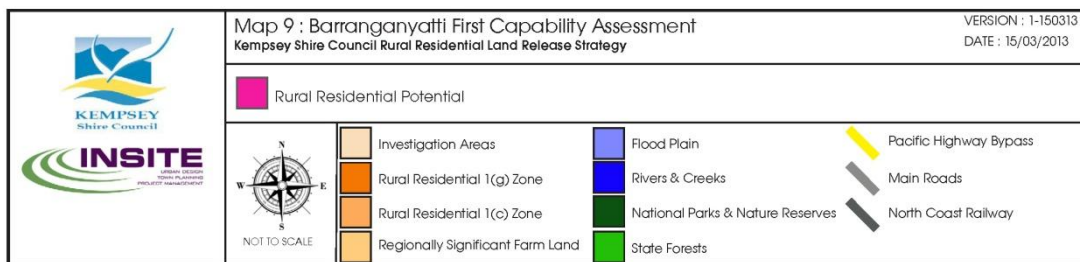 Map 9 : Barranganyatti First Capability Assessment
Kempsey Shire Council Rural Residential Land Release Strategy
VERSION : 1-150313
DATE : 15/03/2013
KEMPSEY
Shire Council
INSITE
URBAN DESIGN
TOWN PLANNING
PROJECT MANAGEMENT
Rural Residential Potential
N
W
E
S
NOT TO SCALE
Investigation Areas
Rural Residential 1(g) Zone
Rural Residential 1(c) Zone
Regionally Significant Farm Land
Flood Plain
Rivers & Creeks
National Parks & Nature Reserves
State Forests
Pacific Highway Bypass
Main Roads
North Coast Railway